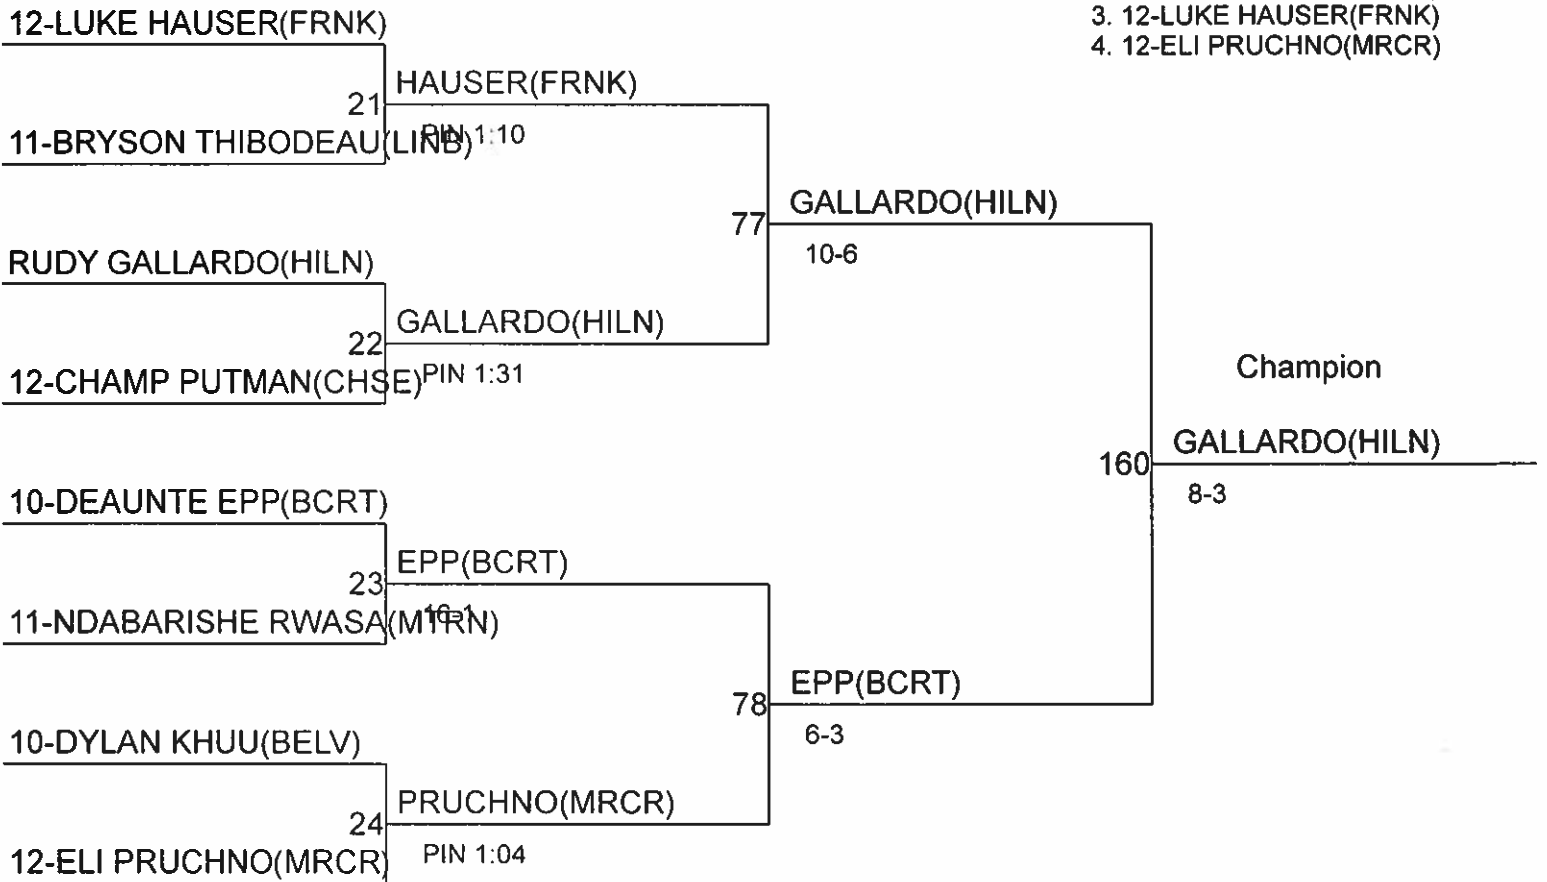 12-LUKE HAUSER(FRNK)
3. 12-LUKE HAUSER(FRNK)
4. 12-ELI PRUCHNO(MRCR)
HAUSER(FRNK)
21
PIN 1:10
11-BRYSON THIBODEAU(LINB)
GALLARDO(HILN)
77
10-6
RUDY GALLARDO(HILN)
GALLARDO(HILN)
22
PIN 1:31
12-CHAMP PUTMAN(CHSE)
Champion
GALLARDO(HILN)
160
8-3
10-DEAUNTE EPP(BCRT)
EPP(BCRT)
23
16-1
11-NDABARISHE RWASA(MTRN)
EPP(BCRT)
78
6-3
10-DYLAN KHUU(BELV)
PRUCHNO(MRCR)
24
PIN 1:04
12-ELI PRUCHNO(MRCR)